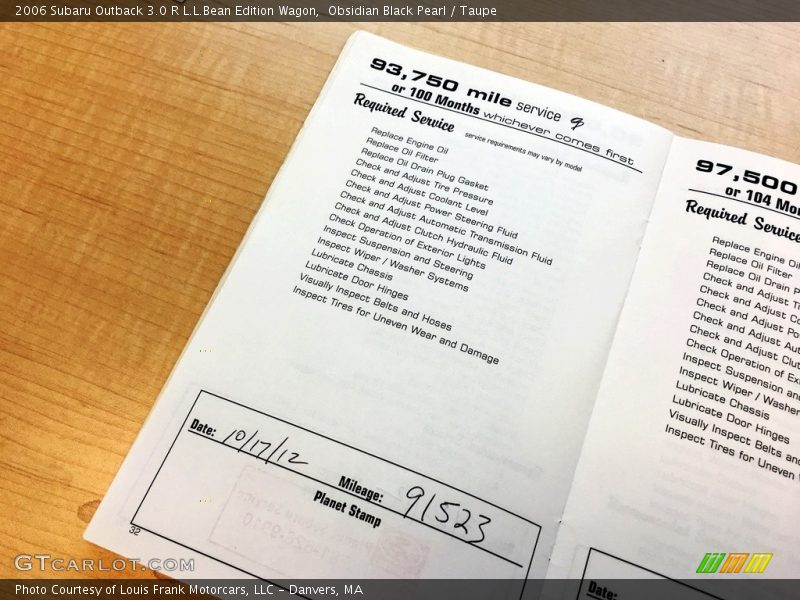 2006 Subaru Outback 3.0 R L.L.Bean Edition Wagon,  Obsidian Black Pearl / Taupe
93,750 mile service 9
or 100 Months whichever comes first
Required Service service requirements may vary by model
Replace Engine Oil
Replace Oil Filter
Replace Oil Drain Plug Gasket
Check and Adjust Tire Pressure
Check and Adjust Coolant Level
Check and Adjust Power Steering Fluid
Check and Adjust Automatic Transmission Fluid
Check and Adjust Clutch Hydraulic Fluid
Check Operation of Exterior Lights
Inspect Suspension and Steering
Inspect Wiper / Washer Systems
Lubricate Chassis
Lubricate Door Hinges
Visually Inspect Belts and Hoses
Inspect Tires for Uneven Wear and Damage
Date: 10/17/12 Mileage: 91523
Planet Stamp
32
97,500
or 104 Mon
Required Service
Replace Engine Oil
Replace Oil Filter
Replace Oil Drain P
Check and Adjust T
Check and Adjust Co
Check and Adjust Po
Check and Adjust Aut
Check and Adjust Clut
Check Operation of Ex
Inspect Suspension and
Inspect Wiper / Washer
Lubricate Chassis
Lubricate Door Hinges
Visually Inspect Belts and
Inspect Tires for Uneven
Date:
GTCARLOT.COM
Photo Courtesy of Louis Frank Motorcars, LLC - Danvers, MA